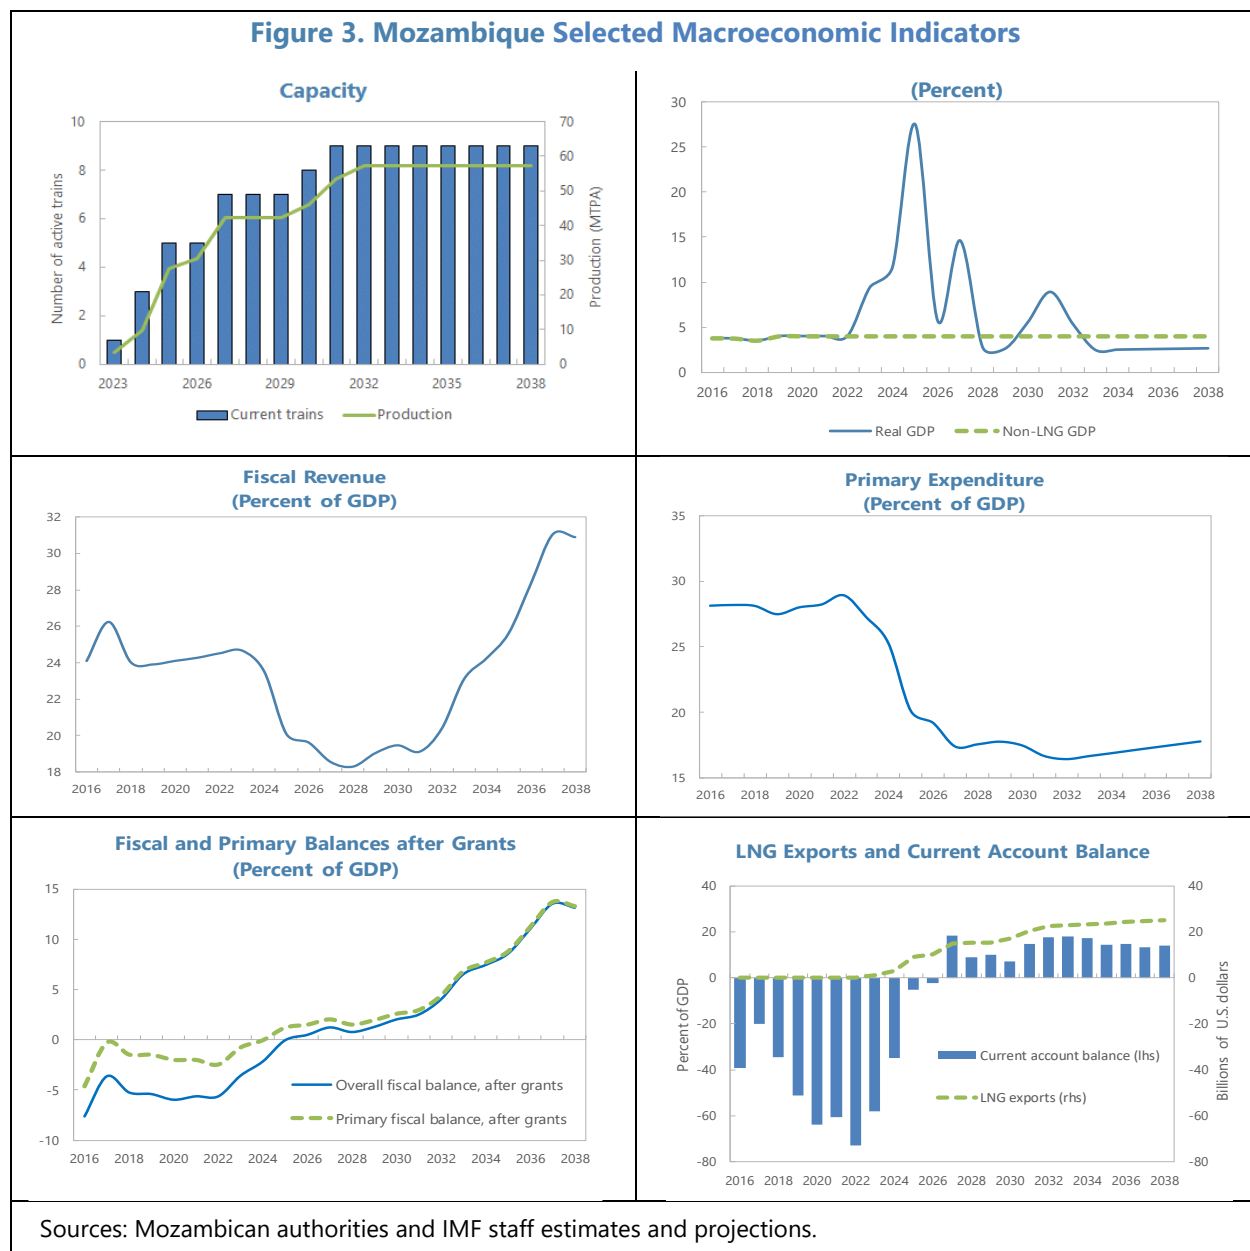 Figure 3. Mozambique Selected Macroeconomic Indicators
Capacity
10
8
6
4
2
0
Number of active trains
70
60
50
40
30
20
10
0
Production (MTPA)
2023 2026 2029 2032 2035 2038
Current trains Production
(Percent)
30
25
20
15
10
5
0
2016 2018 2020 2022 2024 2026 2028 2030 2032 2034 2036 2038
Real GDP Non-LNG GDP
Fiscal Revenue
(Percent of GDP)
32
30
28
26
24
22
20
18
2016 2018 2020 2022 2024 2026 2028 2030 2032 2034 2036 2038
Primary Expenditure
(Percent of GDP)
35
30
25
20
15
2016 2018 2020 2022 2024 2026 2028 2030 2032 2034 2036 2038
Fiscal and Primary Balances after Grants
(Percent of GDP)
15
10
5
0
-5
-10
Overall fiscal balance, after grants
Primary fiscal balance, after grants
2016 2018 2020 2022 2024 2026 2028 2030 2032 2034 2036 2038
LNG Exports and Current Account Balance
40
20
0
-20
-40
-60
-80
Percent of GDP
40
20
0
-20
-40
-60
-80
Billions of U.S. dollars
Current account balance (lhs)
LNG exports (rhs)
2016 2018 2020 2022 2024 2026 2028 2030 2032 2034 2036 2038
Sources: Mozambican authorities and IMF staff estimates and projections.